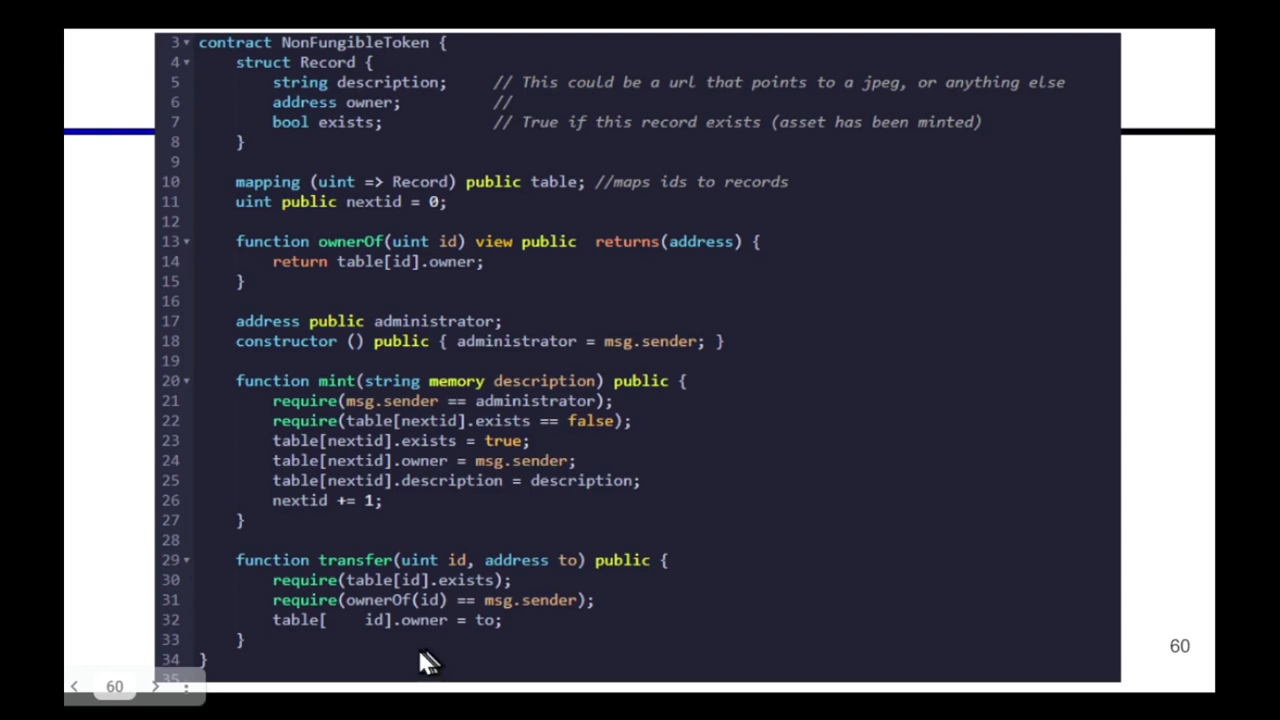 3 contract NonFungibleToken {
4 struct Record {
5 string description; // This could be a url that points to a jpeg, or anything else
6 address owner; //
7 bool exists; // True if this record exists (asset has been minted)
8 }
9
10 mapping (uint => Record) public table; //maps ids to records
11 uint public nextid = 0;
12
13 function ownerOf(uint id) view public returns(address) {
14 return table[id].owner;
15 }
16
17 address public administrator;
18 constructor () public { administrator = msg.sender; }
19
20 function mint(string memory description) public {
21 require(msg.sender == administrator);
22 require(table[nextid].exists == false);
23 table[nextid].exists = true;
24 table[nextid].owner = msg.sender;
25 table[nextid].description = description;
26 nextid += 1;
27 }
28
29 function transfer(uint id, address to) public {
30 require(table[id].exists);
31 require(ownerOf(id) == msg.sender);
32 table[    id].owner = to;
33 }
34 }
35
60
60